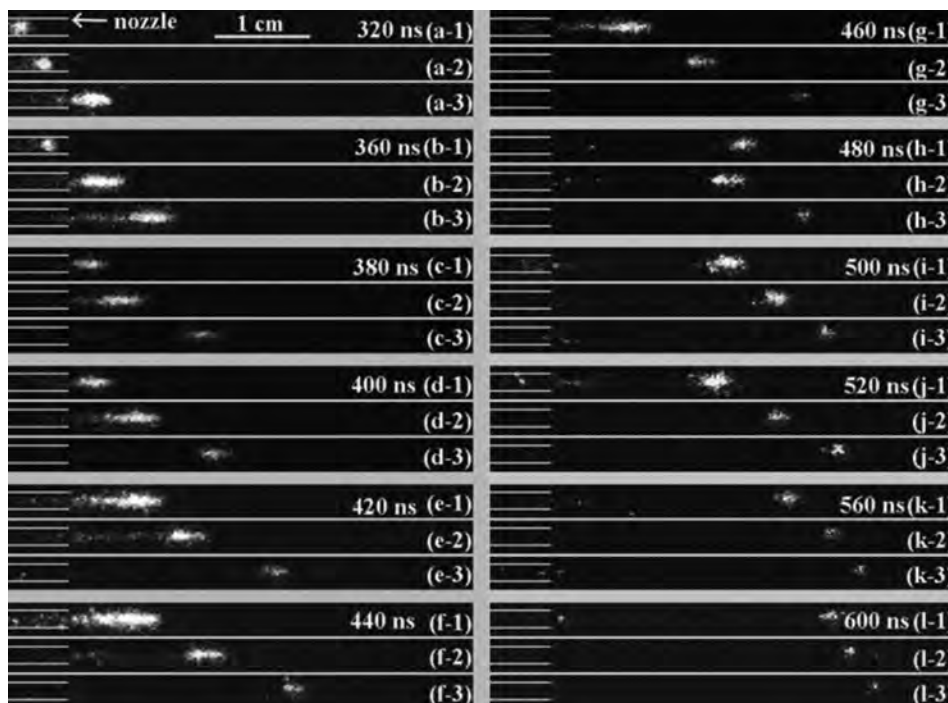 ← nozzle 1 cm 320 ns (a-1)
(a-2)
(a-3)
360 ns (b-1)
(b-2)
(b-3)
380 ns (c-1)
(c-2)
(c-3)
400 ns (d-1)
(d-2)
(d-3)
420 ns (e-1)
(e-2)
(e-3)
440 ns (f-1)
(f-2)
(f-3)
460 ns (g-1
(g-2
(g-3
480 ns (h-1
(h-2
(h-3
500 ns (i-1
(i-2
(i-3
520 ns (j-1
(j-2
(j-3
560 ns (k-1
(k-2
(k-3
600 ns (l-1
(l-2
(l-3